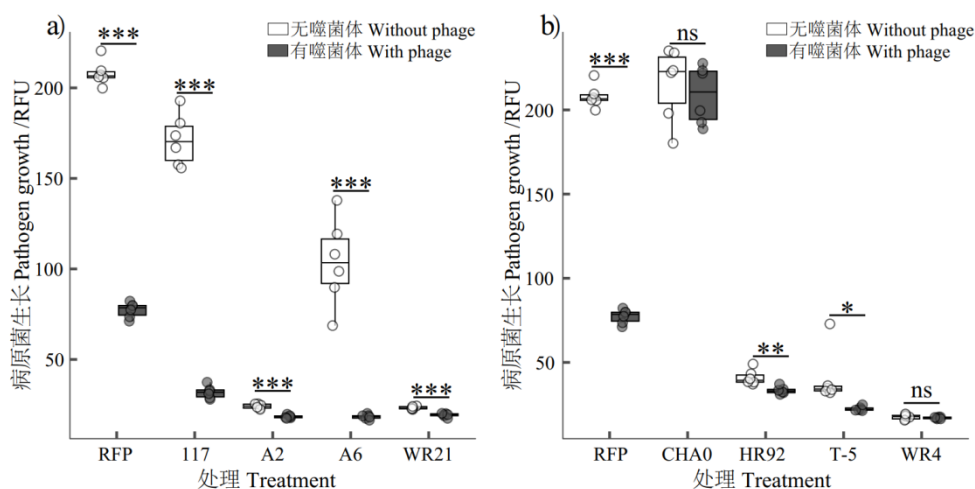 a)
无噬菌体 Without phage
有噬菌体 With phage
病原菌生长 Pathogen growth /RFU
200
150
100
50
***
***
***
***
***
RFP 117 A2 A6 WR21
处理 Treatment
b)
无噬菌体 Without phage
有噬菌体 With phage
病原菌生长 Pathogen growth /RFU
200
150
100
50
***
ns
**
*
ns
RFP CHA0 HR92 T-5 WR4
处理 Treatment